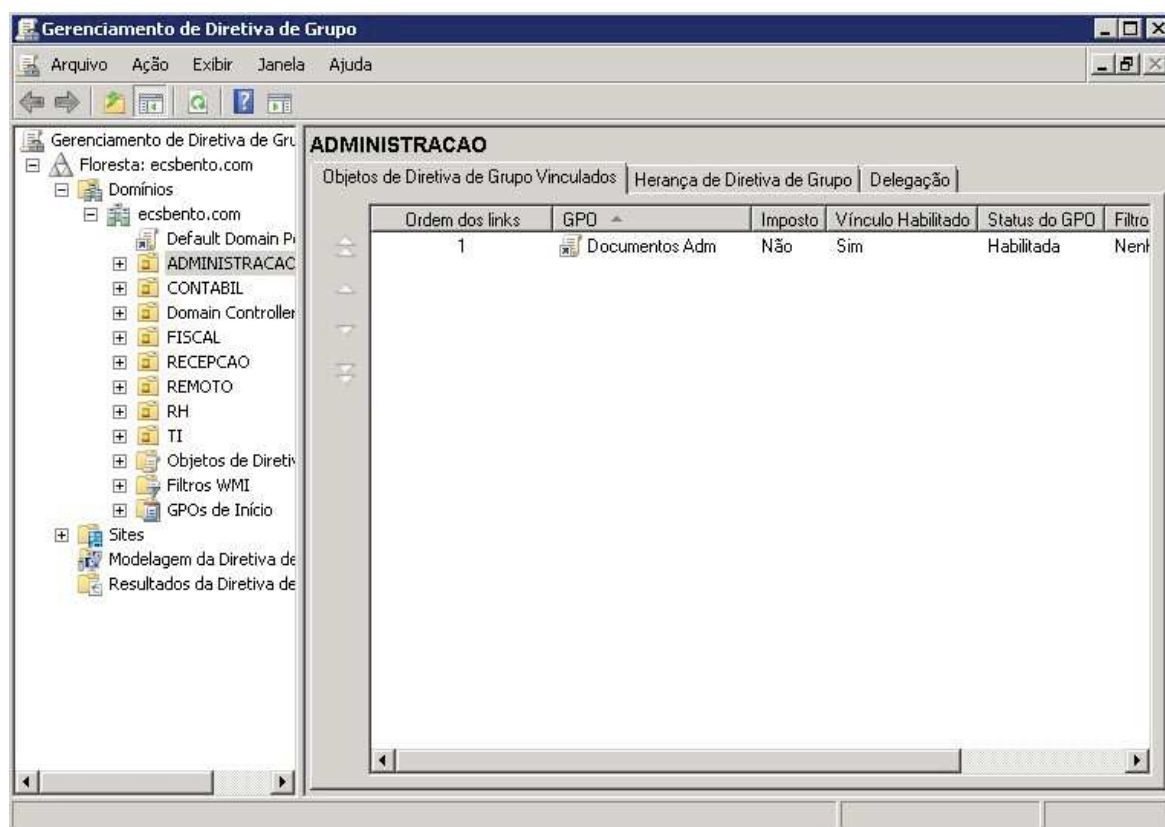 Gerenciamento de Diretiva de Grupo
Arquivo Ação Exibir Janela Ajuda
Gerenciamento de Diretiva de Gru
Floresta: ecsbento.com
Domínios
ecsbento.com
Default Domain P
ADMINISTRACAO
CONTABIL
Domain Controller
FISCAL
RECEPCAO
REMOTO
RH
TI
Objetos de Diretiv
Filtros WMI
GPOs de Início
Sites
Modelagem da Diretiva de
Resultados da Diretiva de
ADMINISTRACAO
Objetos de Diretiva de Grupo Vinculados Herança de Diretiva de Grupo Delegação
Ordem dos links GPO Imposto Vínculo Habilitado Status do GPO Filtro
1 Documentos Adm Não Sim Habilitada Nenh